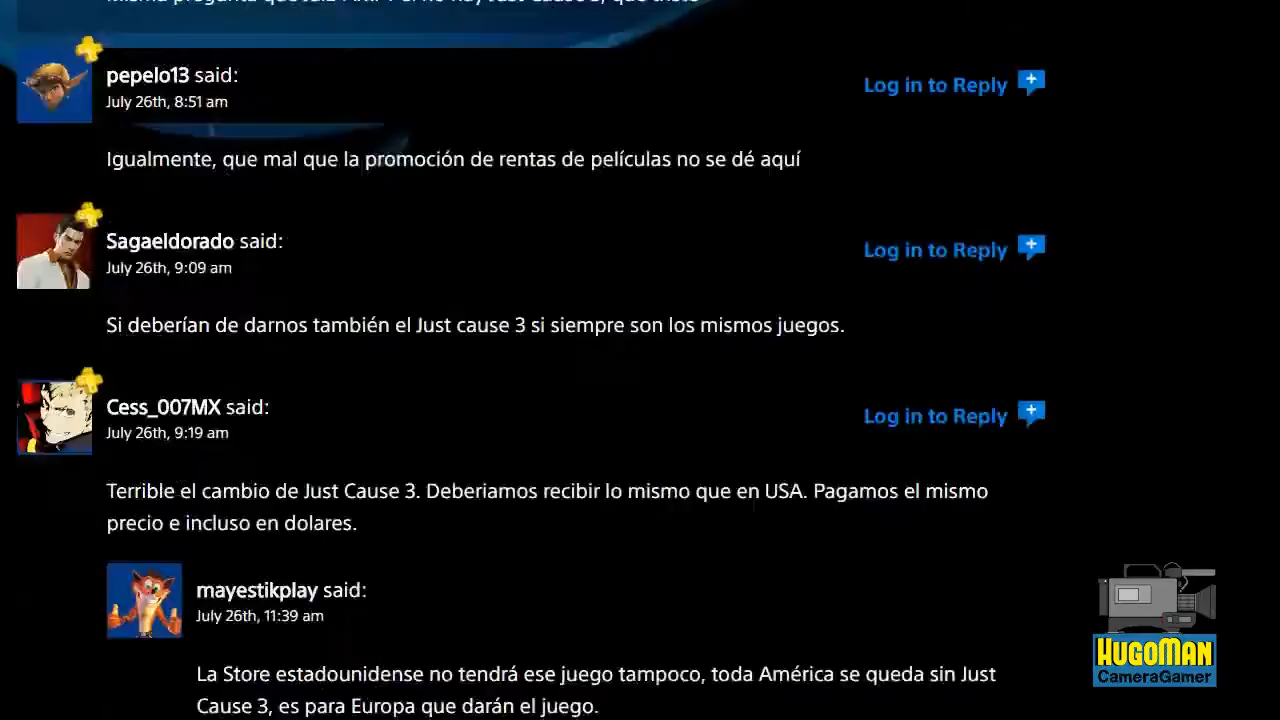 pepelo13 said:
July 26th, 8:51 am
Log in to Reply
Igualmente, que mal que la promoción de rentas de películas no se dé aquí
Sagaeldorado said:
July 26th, 9:09 am
Log in to Reply
Si deberían de darnos también el Just cause 3 si siempre son los mismos juegos.
Cess_007MX said:
July 26th, 9:19 am
Log in to Reply
Terrible el cambio de Just Cause 3. Deberiamos recibir lo mismo que en USA. Pagamos el mismo
precio e incluso en dolares.
mayestikplay said:
July 26th, 11:39 am
La Store estadounidense no tendrá ese juego tampoco, toda América se queda sin Just
Cause 3, es para Europa que darán el juego.
HUGOMAN
CameraGamer